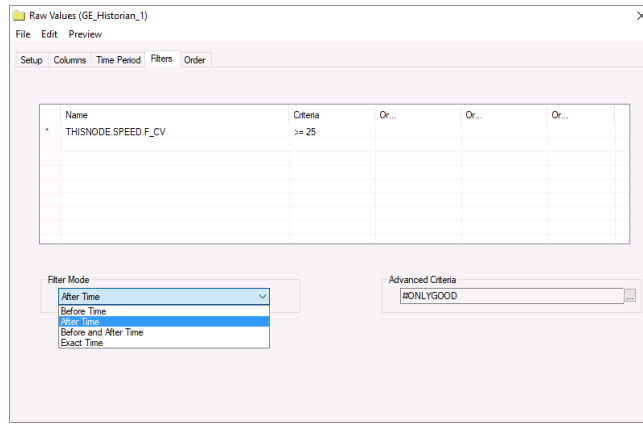 Raw Values (GE_Historian_1)
File Edit Preview
Setup Columns Time Period Filters Order
Name Criteria Or... Or... Or...
* THISNODE.SPEED.F_CV >= 25
Filter Mode Advanced Criteria
After Time #ONLYGOOD ...
Before Time
After Time
Before and After Time
Exact Time